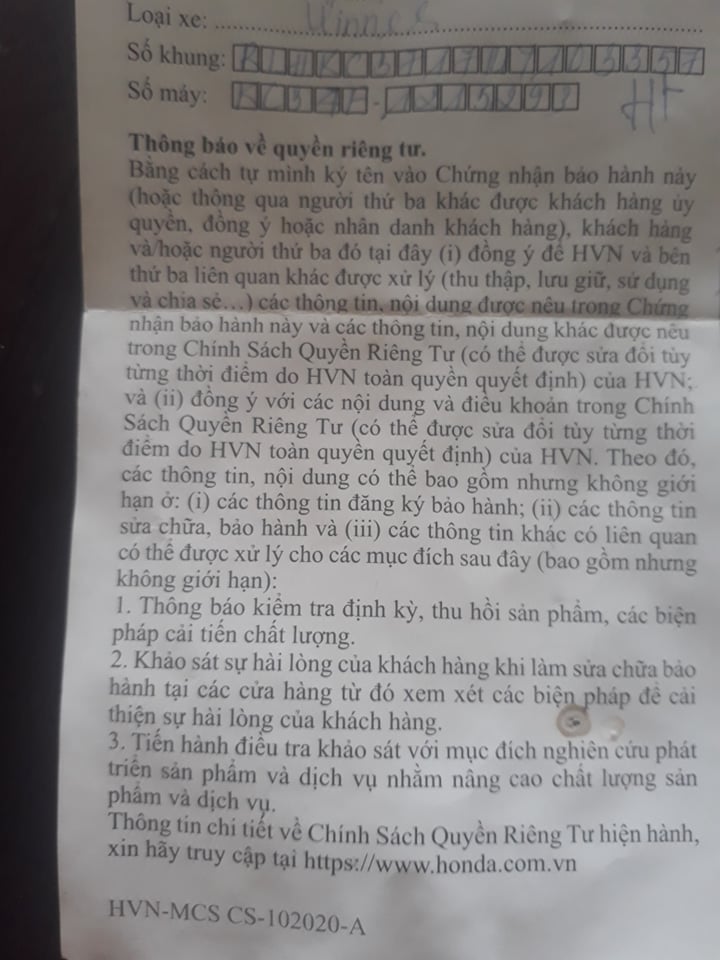 Loại xe:
Số khung:
Số máy:
HT
Thông báo về quyền riêng tư.
Bằng cách tự mình ký tên vào Chứng nhận bảo hành này
(hoặc thông qua người thứ ba khác được khách hàng ủy
quyền, đồng ý hoặc nhân danh khách hàng), khách hàng
và/hoặc người thứ ba đó tại đây (i) đồng ý để HVN và bên
thứ ba liên quan khác được xử lý (thu thập, lưu giữ, sử dụng
và chia sẻ…) các thông tin, nội dung được nêu trong Chứng
nhận bảo hành này và các thông tin, nội dung khác được nêu
trong Chính Sách Quyền Riêng Tư (có thể được sửa đổi tùy
từng thời điểm do HVN toàn quyền quyết định) của HVN;
và (ii) đồng ý với các nội dung và điều khoản trong Chính
Sách Quyền Riêng Tư (có thể được sửa đổi tùy từng thời
điểm do HVN toàn quyền quyết định) của HVN. Theo đó,
các thông tin, nội dung có thể bao gồm nhưng không giới
hạn ở: (i) các thông tin đăng ký bảo hành; (ii) các thông tin
sửa chữa, bảo hành và (iii) các thông tin khác có liên quan
có thể được xử lý cho các mục đích sau đây (bao gồm nhưng
không giới hạn):
1. Thông báo kiểm tra định kỳ, thu hồi sản phẩm, các biện
pháp cải tiến chất lượng.
2. Khảo sát sự hài lòng của khách hàng khi làm sửa chữa bảo
hành tại các cửa hàng từ đó xem xét các biện pháp để cải
thiện sự hài lòng của khách hàng.
3. Tiến hành điều tra khảo sát với mục đích nghiên cứu phát
triển sản phẩm và dịch vụ nhằm nâng cao chất lượng sản
phẩm và dịch vụ.
Thông tin chi tiết về Chính Sách Quyền Riêng Tư hiện hành,
xin hãy truy cập tại https://www.honda.com.vn
HVN-MCS CS-102020-A